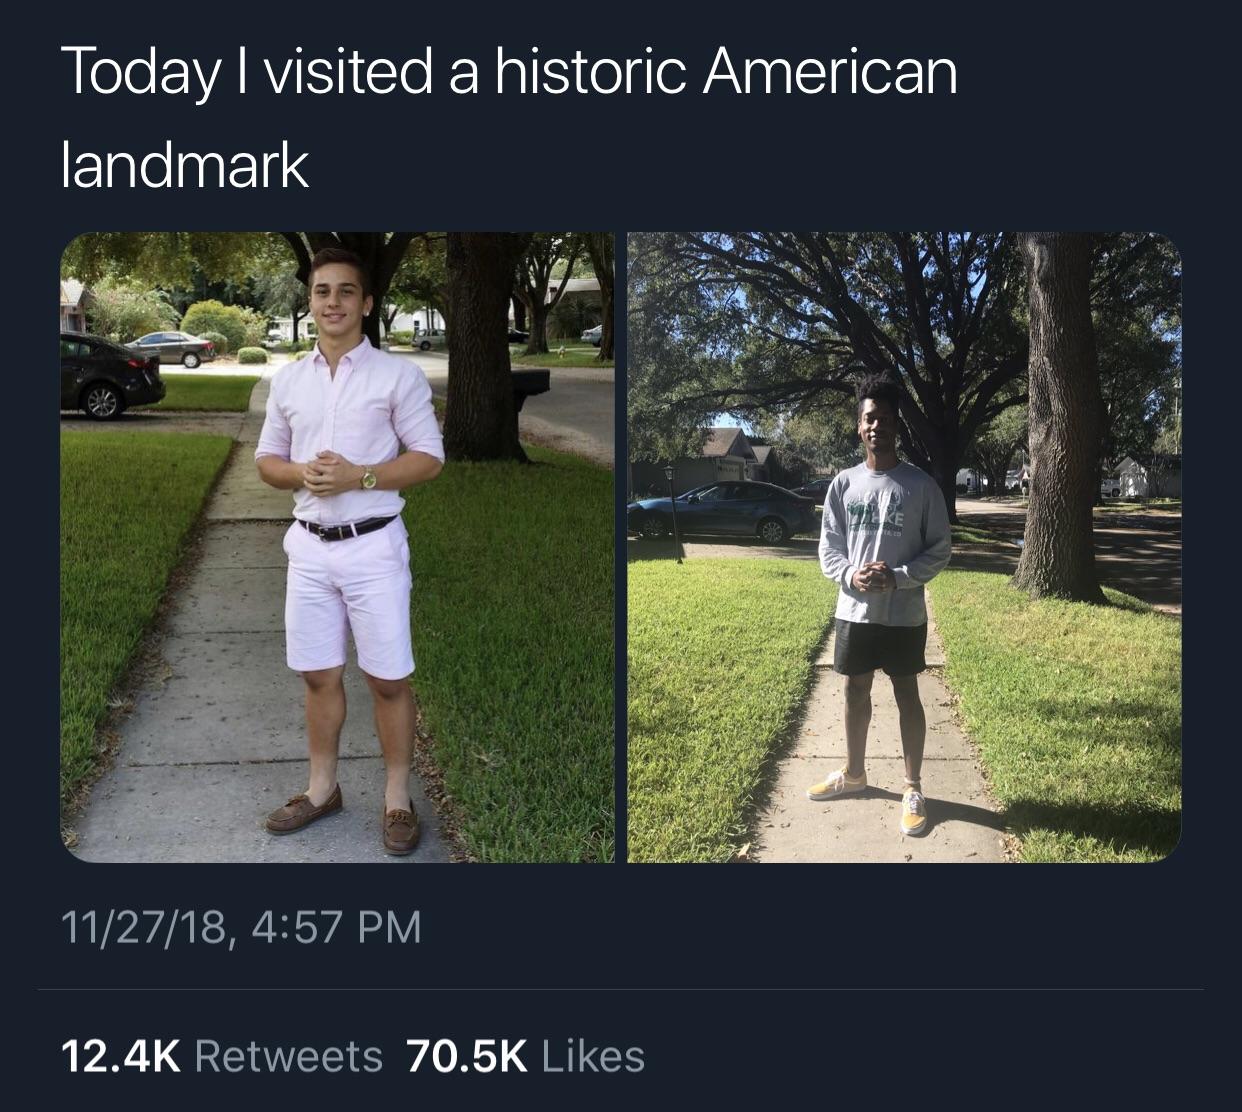 Today I visited a historic American
landmark
11/27/18, 4:57 PM
12.4K Retweets 70.5K Likes